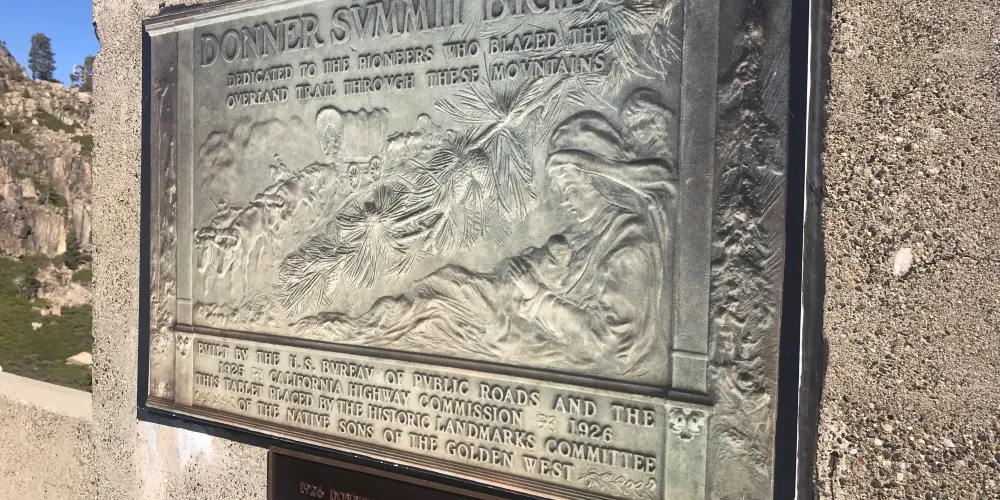 DONNER SVMMIT BRIDGE
DEDICATED TO THE PIONEERS WHO BLAZED THE
OVERLAND TRAIL THROUGH THESE MOVNTAINS
BVILT BY THE U.S. BVREAV OF PVBLIC ROADS AND THE
1925 CALIFORNIA HIGHWAY COMMISSION 1926
THIS TABLET PLACED BY THE HISTORIC LANDMARKS COMMITTEE
OF THE NATIVE SONS OF THE GOLDEN WEST
1926